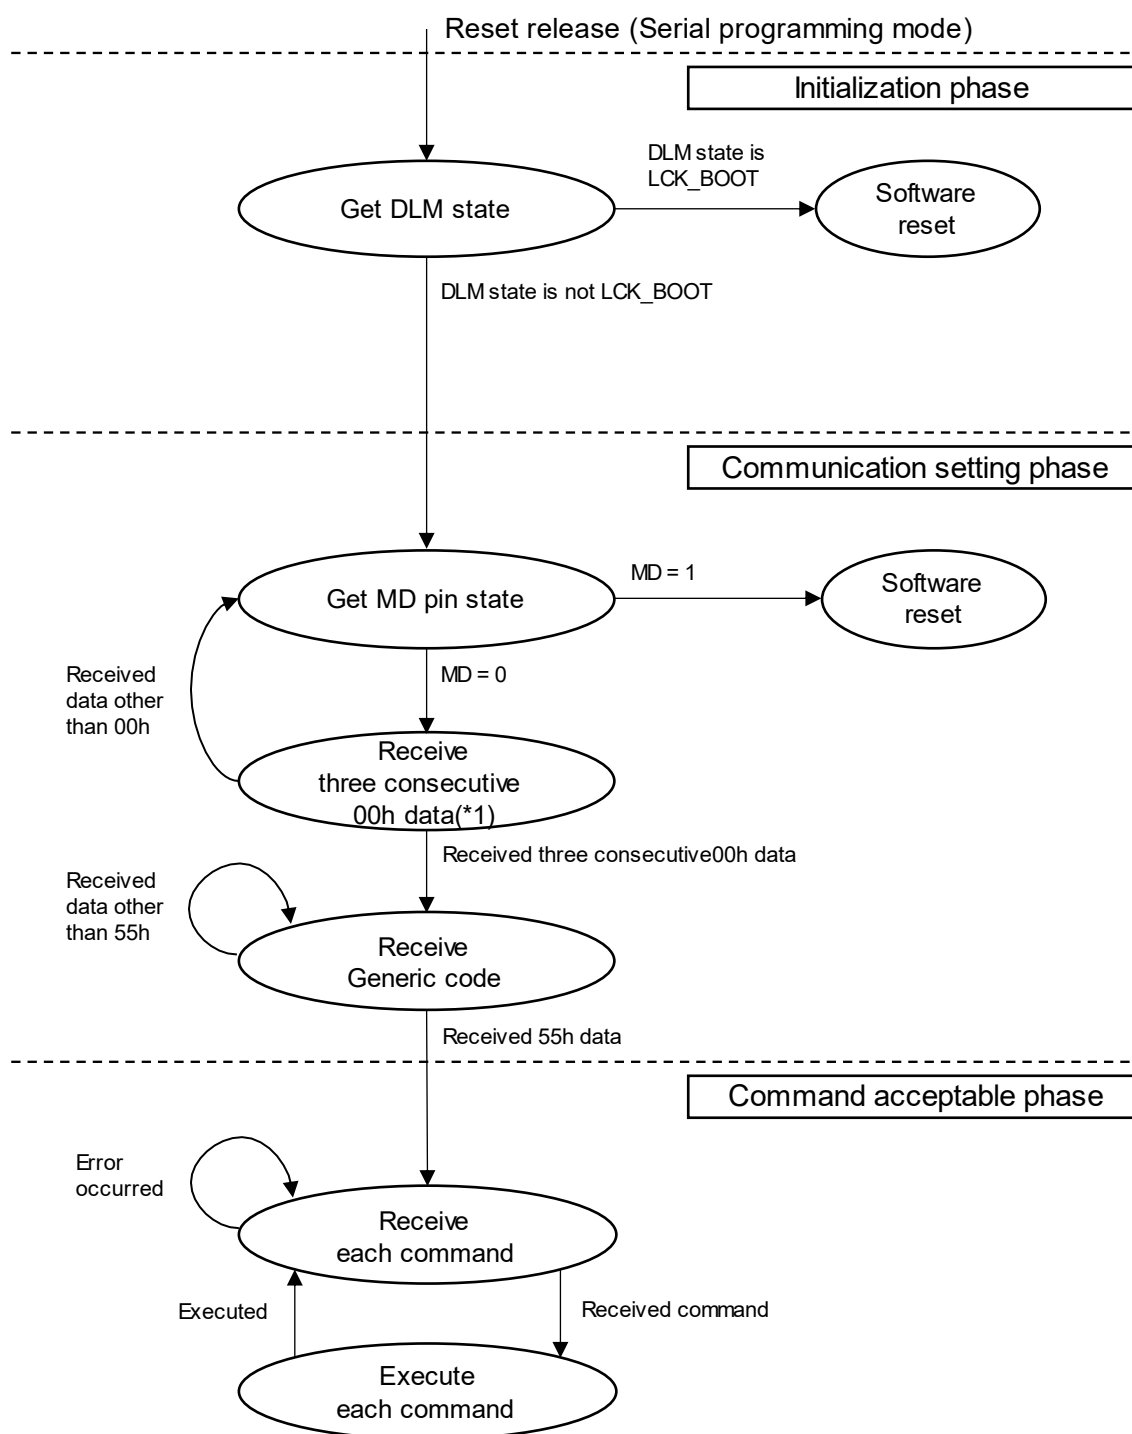 Reset release (Serial programming mode)
Initialization phase
DLM state is
LCK_BOOT
Get DLM state
Software
reset
DLM state is not LCK_BOOT
Communication setting phase
Get MD pin state
MD = 1
Software
reset
MD = 0
Received
data other
than 00h
Receive
three consecutive
00h data(*1)
Received three consecutive00h data
Received
data other
than 55h
Receive
Generic code
Received 55h data
Command acceptable phase
Error
occurred
Receive
each command
Executed
Received command
Execute
each command